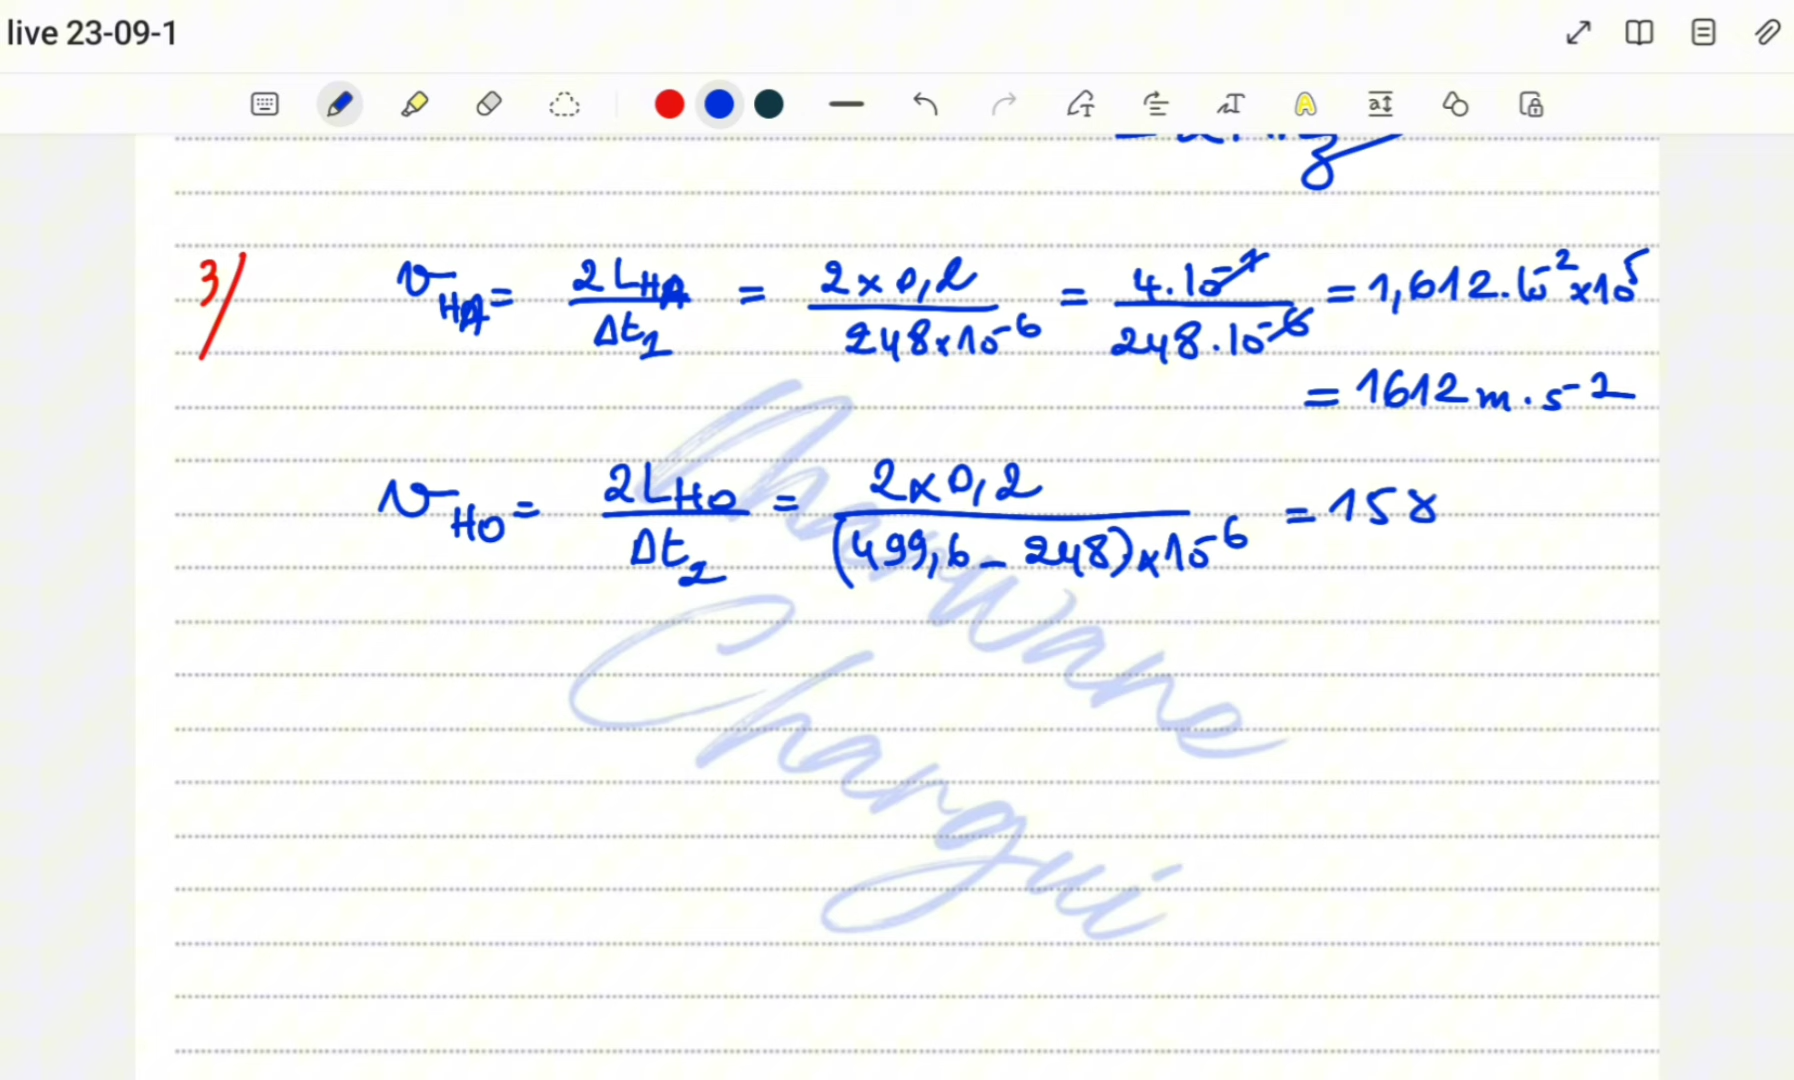 live 23-09-1
3/ v_HA = 2L_HA / Δt_1 = 2 × 0,2 / 248×10^-6 = 4.10^-1 / 248.10^-6 = 1,612.10^-2×10^5
= 1612 m.s^-1
v_HO = 2L_HO / Δt_2 = 2×0,2 / (499,6 - 248)×10^-6 = 158
Marwane
Chargui